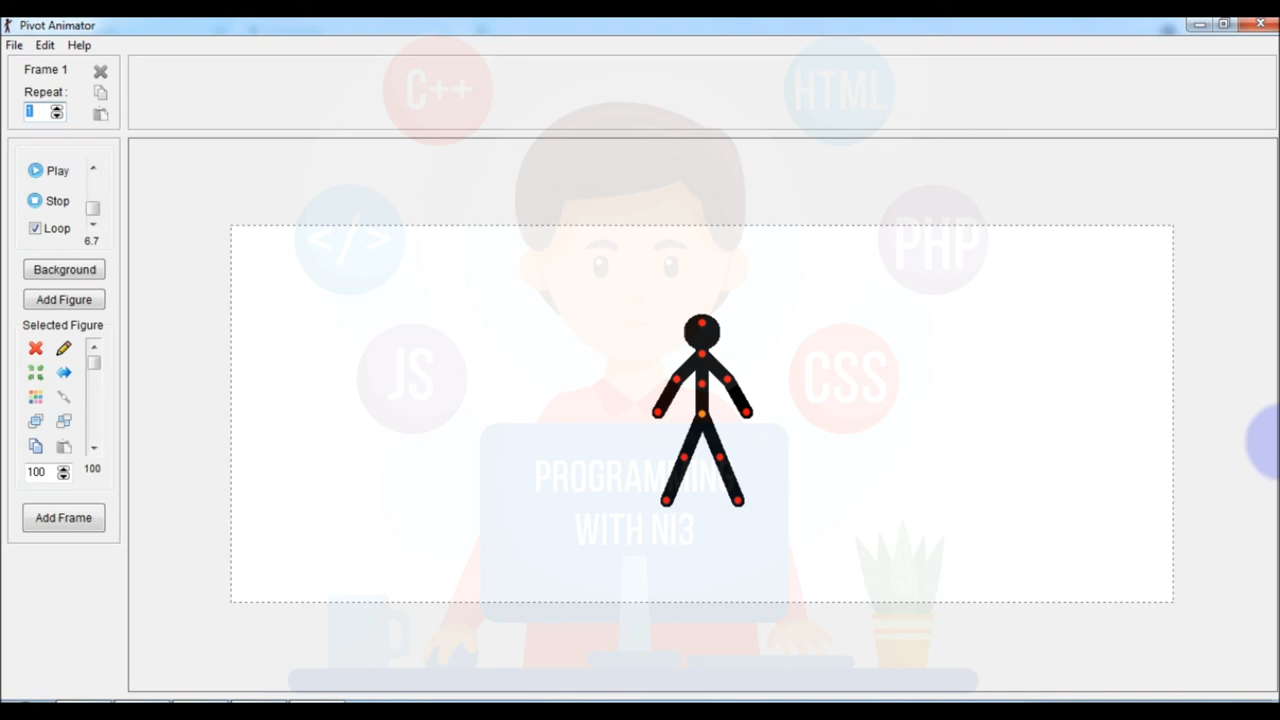 Pivot Animator
File Edit Help
Frame 1
Repeat:
1
Play
Stop
Loop
6.7
Background
Add Figure
Selected Figure
100
100
Add Frame
C++
HTML
</>
PHP
JS
CSS
PROGRAMMING
WITH NI3